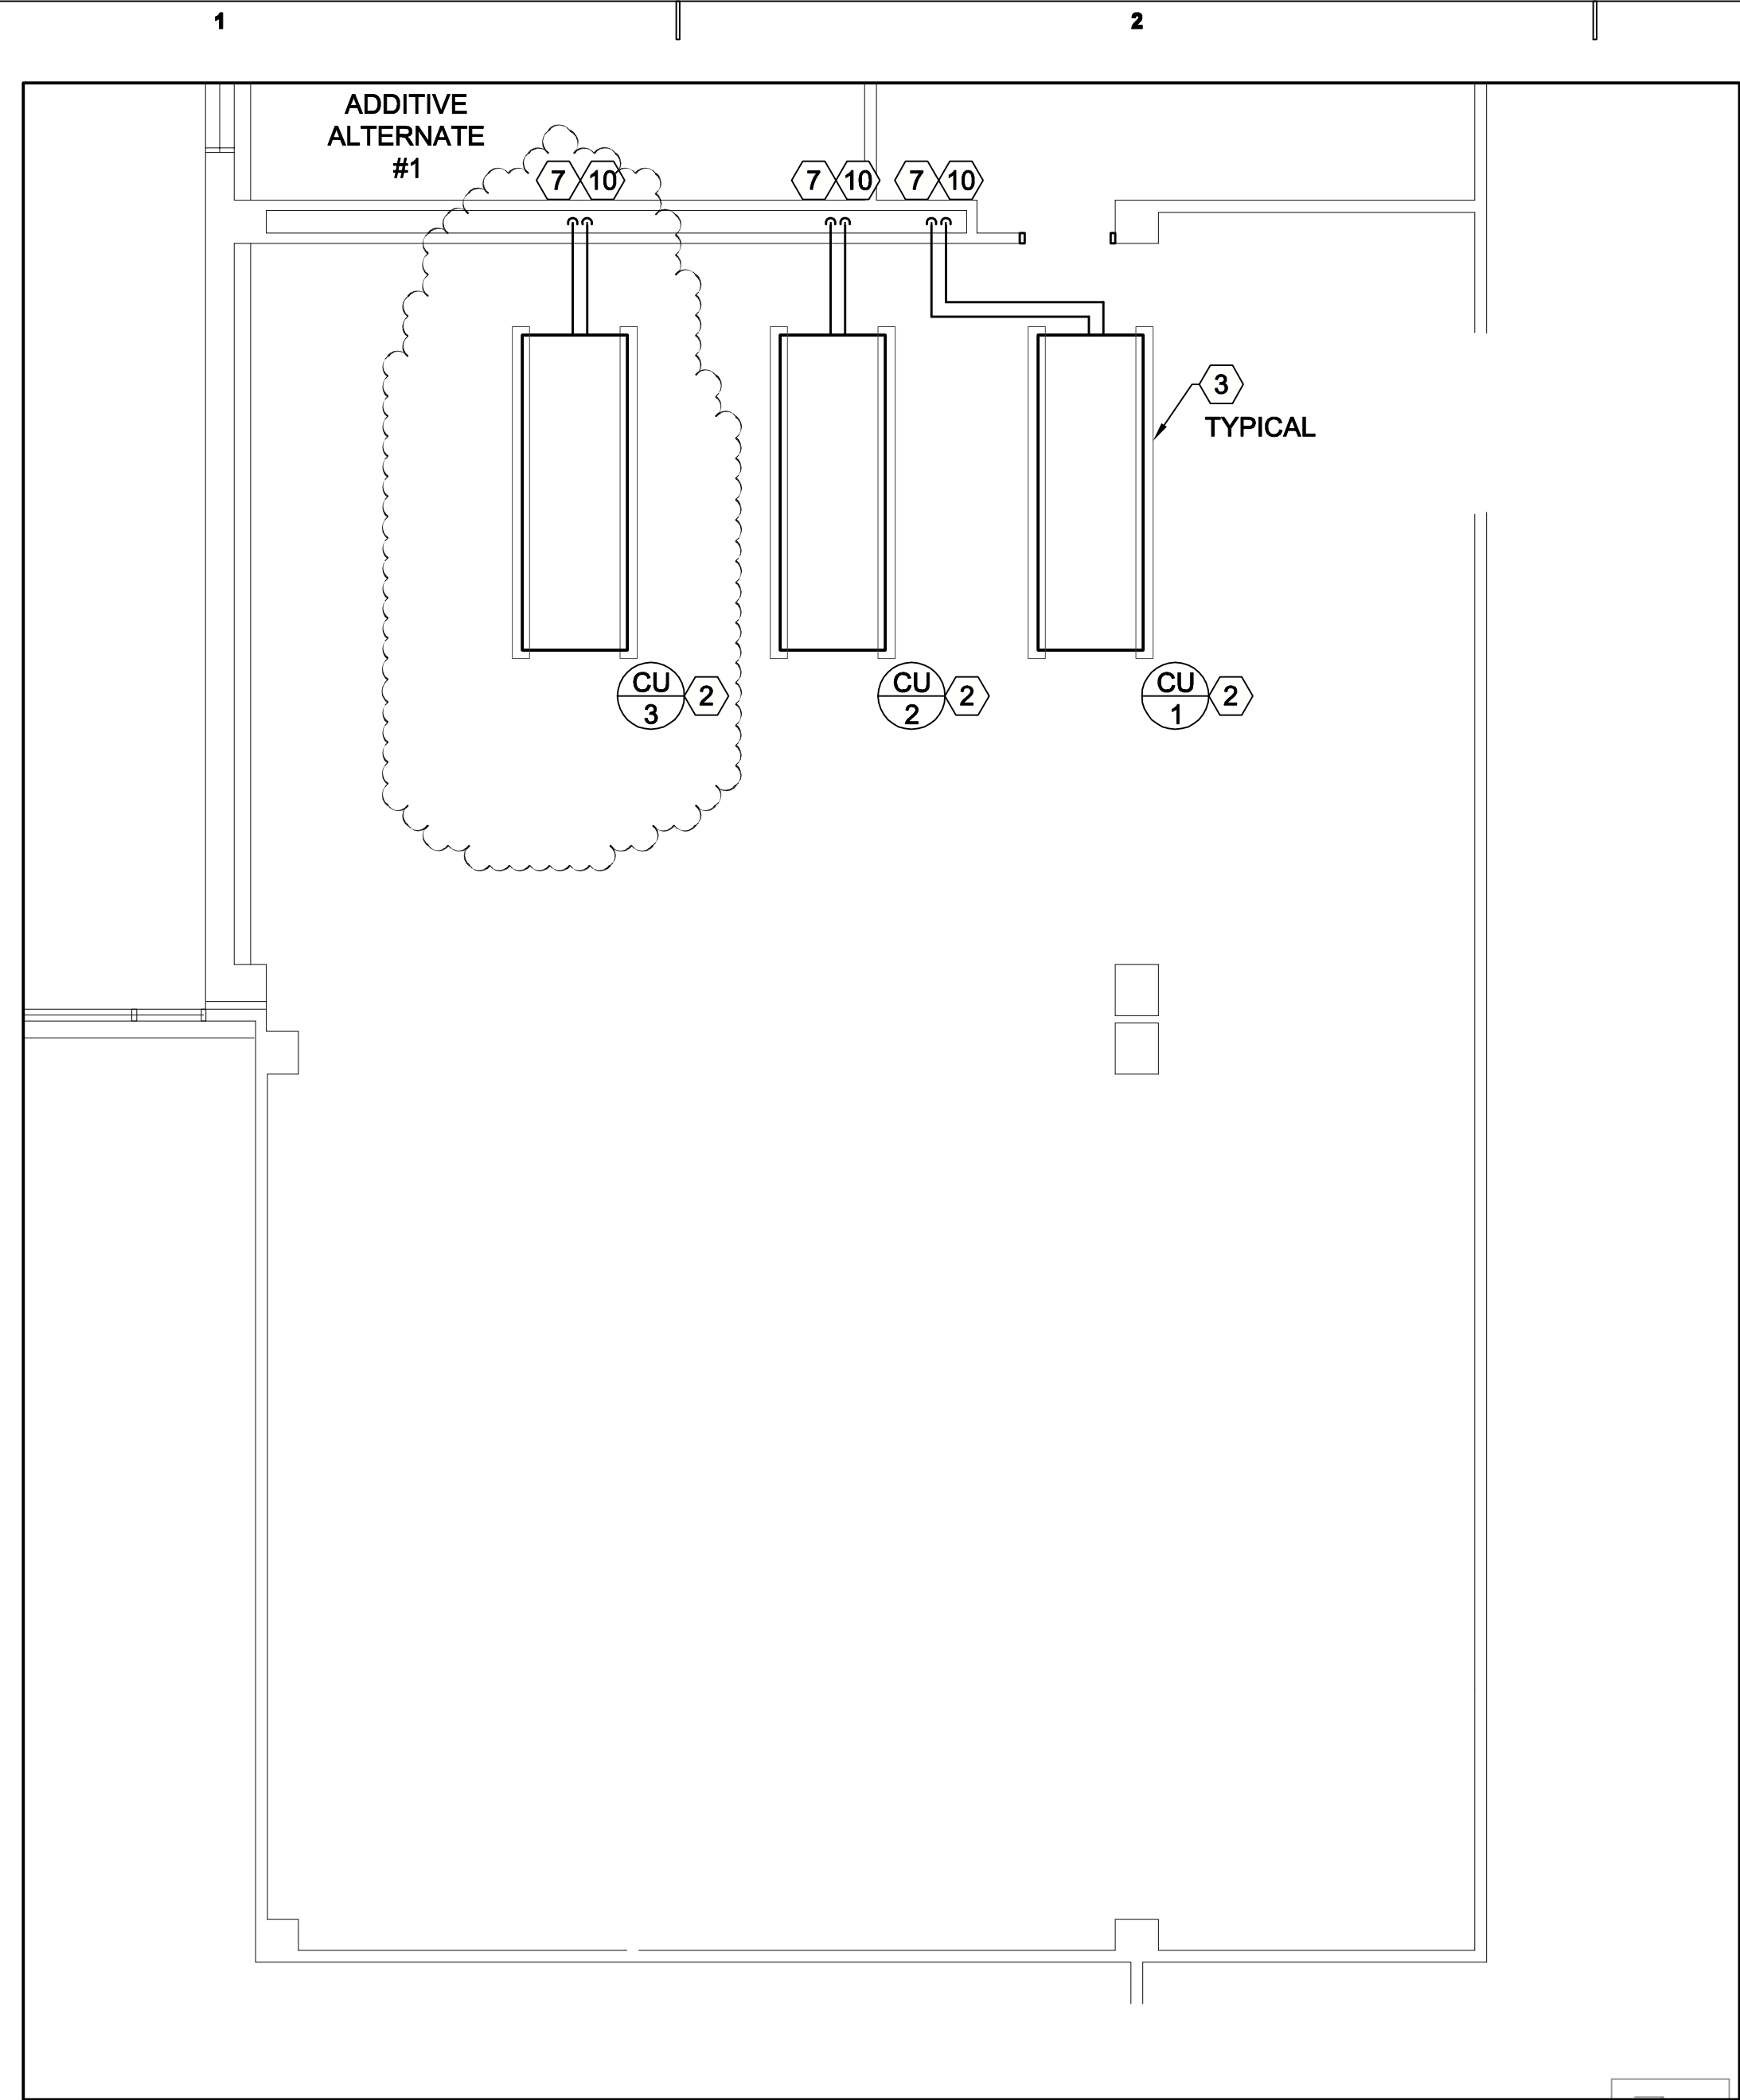 1 2
ADDITIVE
ALTERNATE
#1
7 10 7 10 7 10
3
TYPICAL
CU 2 CU 2 CU 2
3 2 1